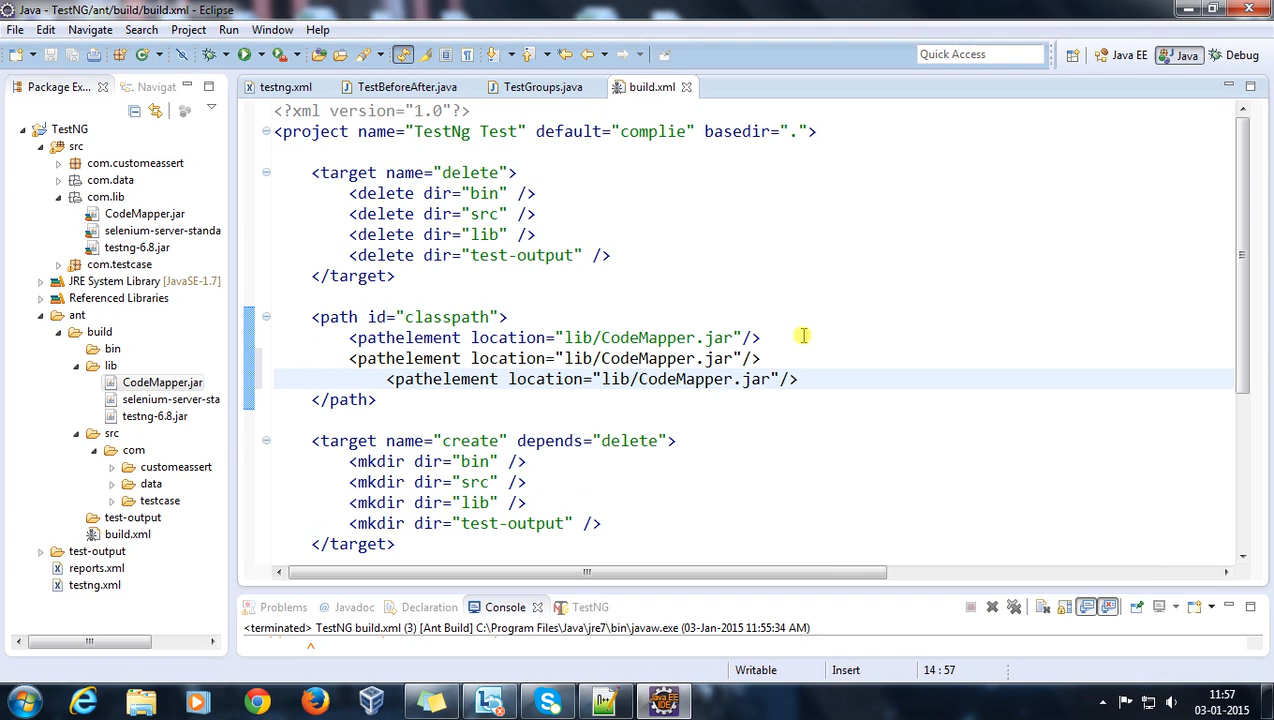 Java - TestNG/ant/build/build.xml - Eclipse
File Edit Navigate Search Project Run Window Help
Quick Access
Java EE
Java
Debug
Package Ex...
Navigat
testng.xml
TestBeforeAfter.java
TestGroups.java
build.xml
TestNG
src
com.customeassert
com.data
com.lib
CodeMapper.jar
selenium-server-standa
testng-6.8.jar
com.testcase
JRE System Library [JavaSE-1.7]
Referenced Libraries
ant
build
bin
lib
CodeMapper.jar
selenium-server-sta
testng-6.8.jar
src
com
customeassert
data
testcase
test-output
build.xml
test-output
reports.xml
testng.xml
<?xml version="1.0"?>
<project name="TestNg Test" default="complie" basedir=".">
<target name="delete">
<delete dir="bin" />
<delete dir="src" />
<delete dir="lib" />
<delete dir="test-output" />
</target>
<path id="classpath">
<pathelement location="lib/CodeMapper.jar"/>
<pathelement location="lib/CodeMapper.jar"/>
<pathelement location="lib/CodeMapper.jar"/>
</path>
<target name="create" depends="delete">
<mkdir dir="bin" />
<mkdir dir="src" />
<mkdir dir="lib" />
<mkdir dir="test-output" />
</target>
Problems
@ Javadoc
Declaration
Console
TestNG
<terminated> TestNG build.xml (3) [Ant Build] C:\Program Files\Java\jre7\bin\javaw.exe (03-Jan-2015 11:55:34 AM)
^
Writable
Insert
14 : 57
11:57
03-01-2015